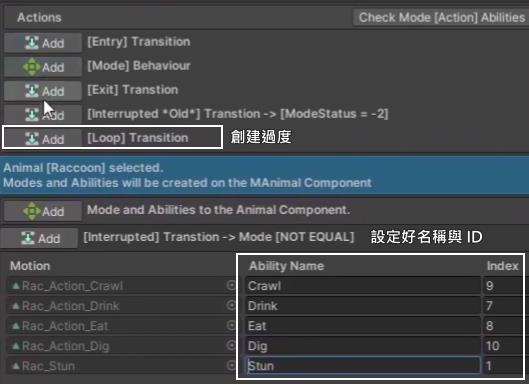 Actions
Check Mode [Action] Abilities
Add [Entry] Transition
Add [Mode] Behaviour
Add [Exit] Transtion
Add [Interrupted *Old*] Transtion -> [ModeStatus = -2]
Add [Loop] Transition 創建過度
Animal [Raccoon] selected.
Modes and Abilities will be created on the MAnimal Component
Add Mode and Abilities to the Animal Component.
Add [Interrupted] Transtion -> Mode [NOT EQUAL] 設定好名稱與 ID
Motion Ability Name Index
Rac_Action_Crawl Crawl 9
Rac_Action_Drink Drink 7
Rac_Action_Eat Eat 8
Rac_Action_Dig Dig 10
Rac_Stun Stun 1